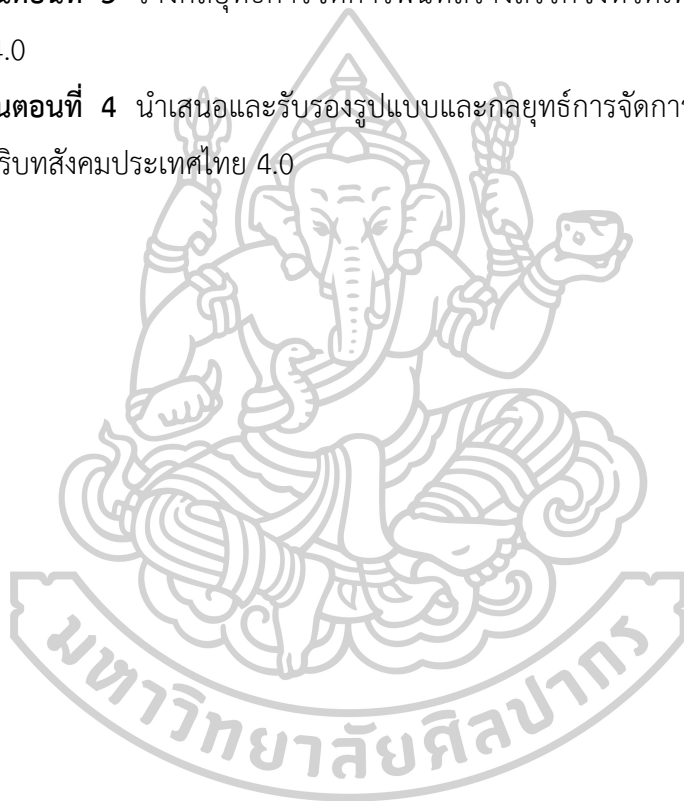 4.0
นตอนที่ 4 นำเสนอและรับรองรูปแบบและกลยุทธ์การจัดการ
ริบทสังคมประเทศไทย 4.0
มหาวิทยาลัยศิลปากร